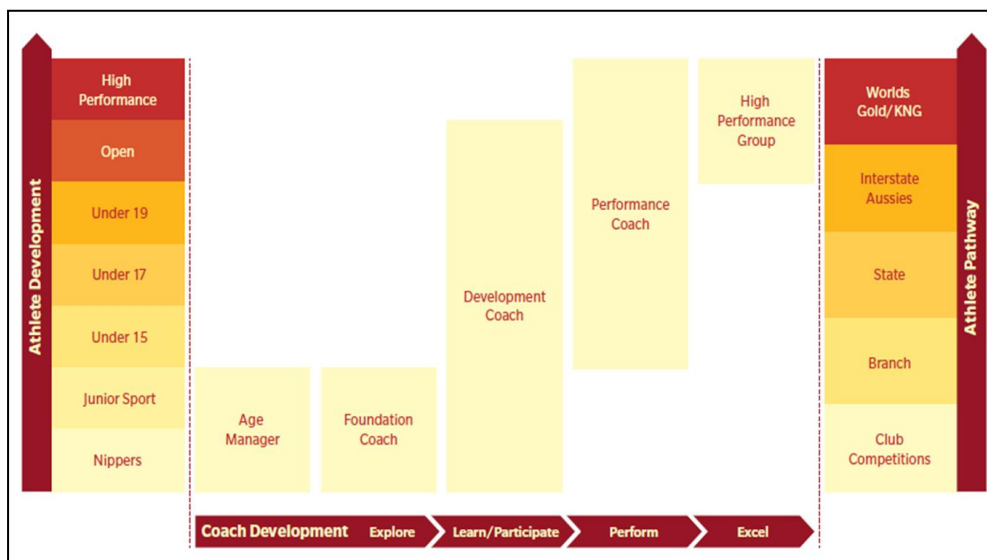 Athlete Development
High
Performance
Open
Under 19
Under 17
Under 15
Junior Sport
Nippers
Age
Manager
Foundation
Coach
Development
Coach
Performance
Coach
High
Performance
Group
Coach Development Explore Learn/Participate Perform Excel
Worlds
Gold/KNG
Interstate
Aussies
State
Branch
Club
Competitions
Athlete Pathway